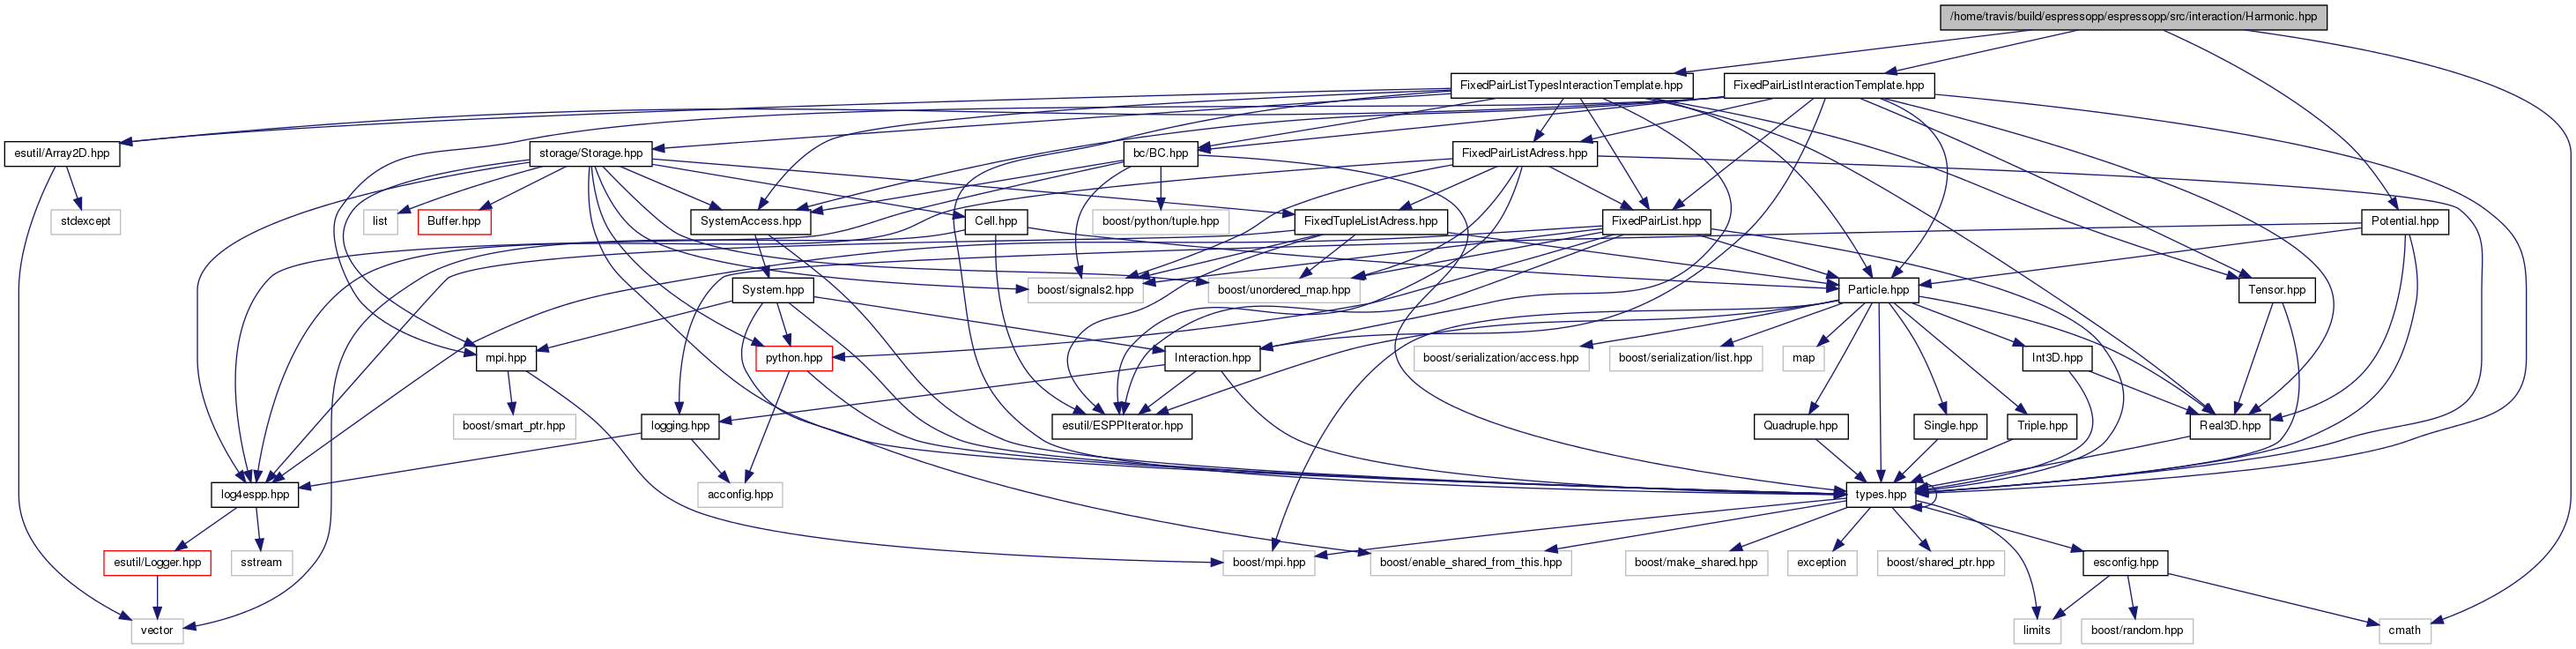 /home/travis/build/espressopp/espressopp/src/interaction/Harmonic.hpp
FixedPairListTypesInteractionTemplate.hpp
FixedPairListInteractionTemplate.hpp
esutil/Array2D.hpp
storage/Storage.hpp
bc/BC.hpp
FixedPairListAdress.hpp
stdexcept
list
Buffer.hpp
SystemAccess.hpp
Cell.hpp
boost/python/tuple.hpp
FixedTupleListAdress.hpp
FixedPairList.hpp
Potential.hpp
System.hpp
boost/signals2.hpp
boost/unordered_map.hpp
Particle.hpp
Tensor.hpp
mpi.hpp
python.hpp
Interaction.hpp
boost/serialization/access.hpp
boost/serialization/list.hpp
map
Int3D.hpp
boost/smart_ptr.hpp
logging.hpp
esutil/ESPPIterator.hpp
Quadruple.hpp
Single.hpp
Triple.hpp
Real3D.hpp
log4espp.hpp
acconfig.hpp
types.hpp
esutil/Logger.hpp
sstream
boost/mpi.hpp
boost/enable_shared_from_this.hpp
boost/make_shared.hpp
exception
boost/shared_ptr.hpp
esconfig.hpp
vector
limits
boost/random.hpp
cmath